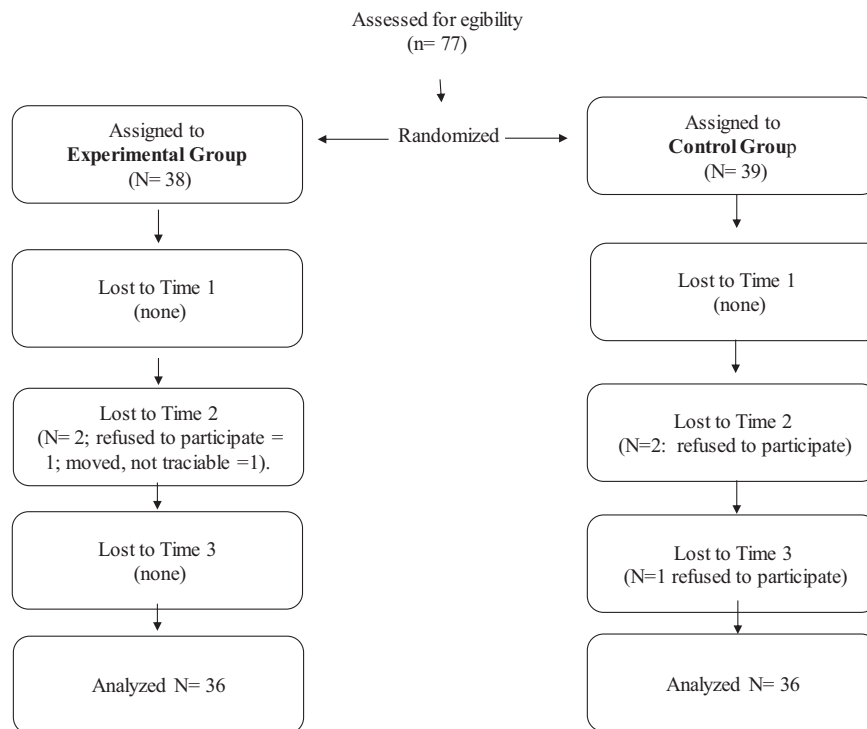 Assessed for egibility
(n= 77)
Randomized
Assigned to
Experimental Group
(N= 38)
Lost to Time 1
(none)
Lost to Time 2
(N= 2; refused to participate =
1; moved, not traciable =1).
Lost to Time 3
(none)
Analyzed N= 36
Assigned to
Control Group
(N= 39)
Lost to Time 1
(none)
Lost to Time 2
(N=2: refused to participate)
Lost to Time 3
(N=1 refused to participate)
Analyzed N= 36